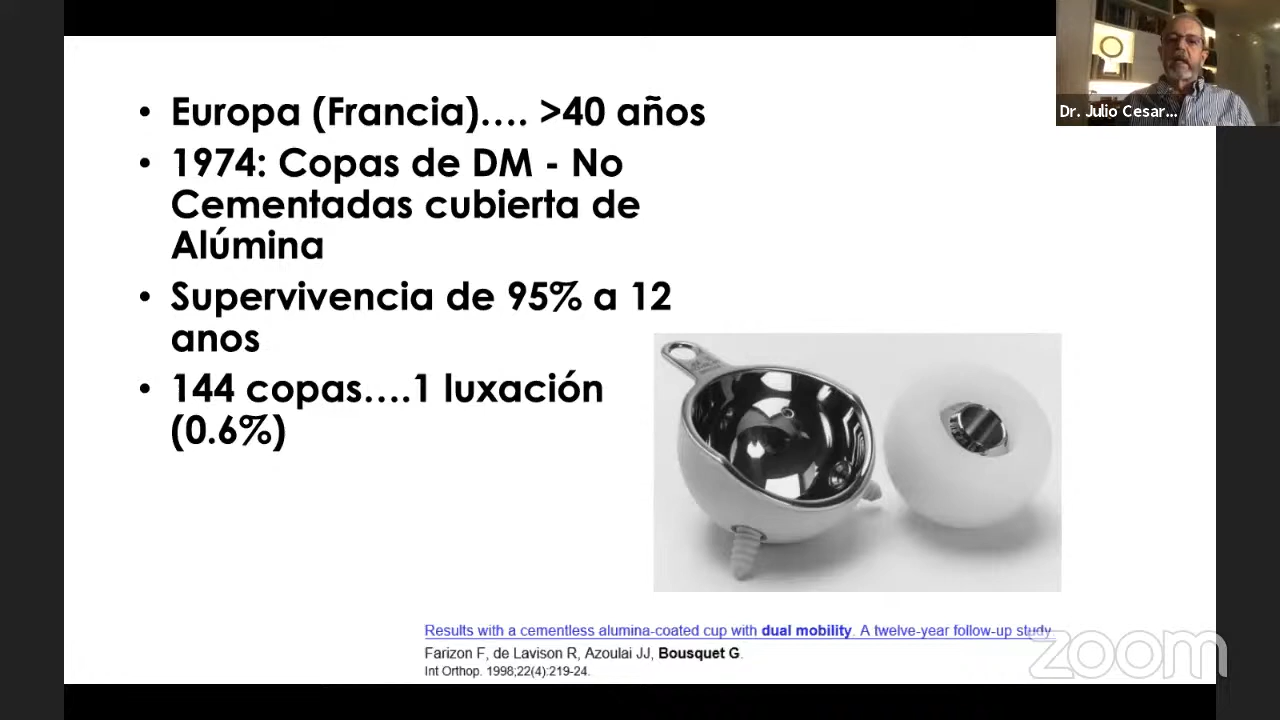 Dr. Julio Cesar...
• Europa (Francia)…. >40 años
• 1974: Copas de DM - No
Cementadas cubierta de
Alúmina
• Supervivencia de 95% a 12
anos
• 144 copas….1 luxación
(0.6%)
Results with a cementless alumina-coated cup with dual mobility. A twelve-year follow-up study.
Farizon F, de Lavison R, Azoulai JJ, Bousquet G.
Int Orthop. 1998;22(4):219-24.
zoom